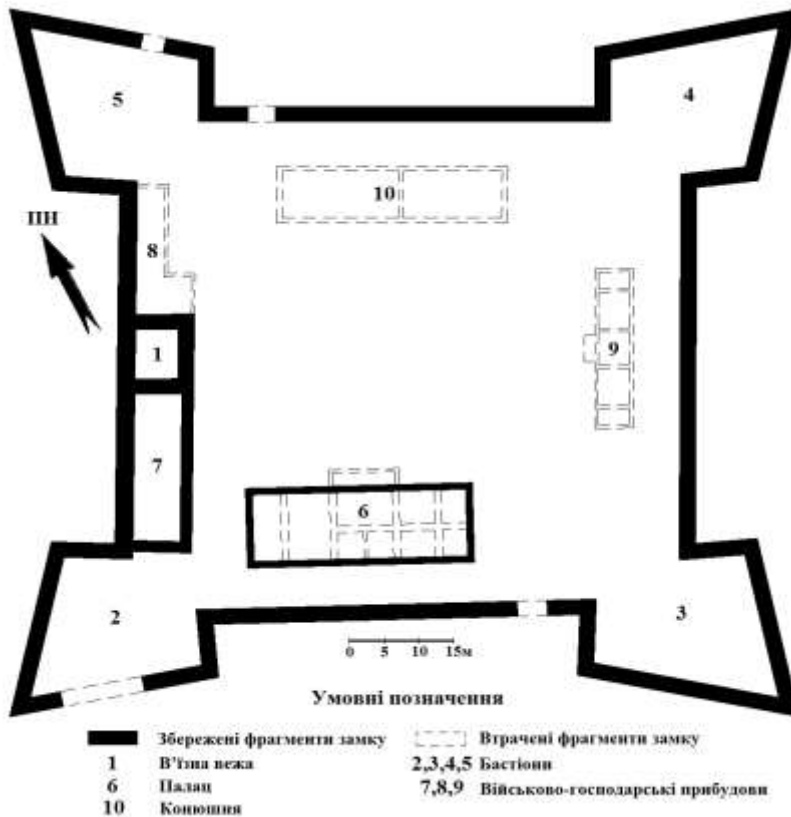 5
4
10
ПН
8
1
9
7
6
2
3
0 5 10 15м
Умовні позначення
Збережені фрагменти замку
Втрачені фрагменти замку
1 В'їзна вежа
2,3,4,5 Бастіони
6 Палац
7,8,9 Військово-господарські прибудови
10 Конюшня